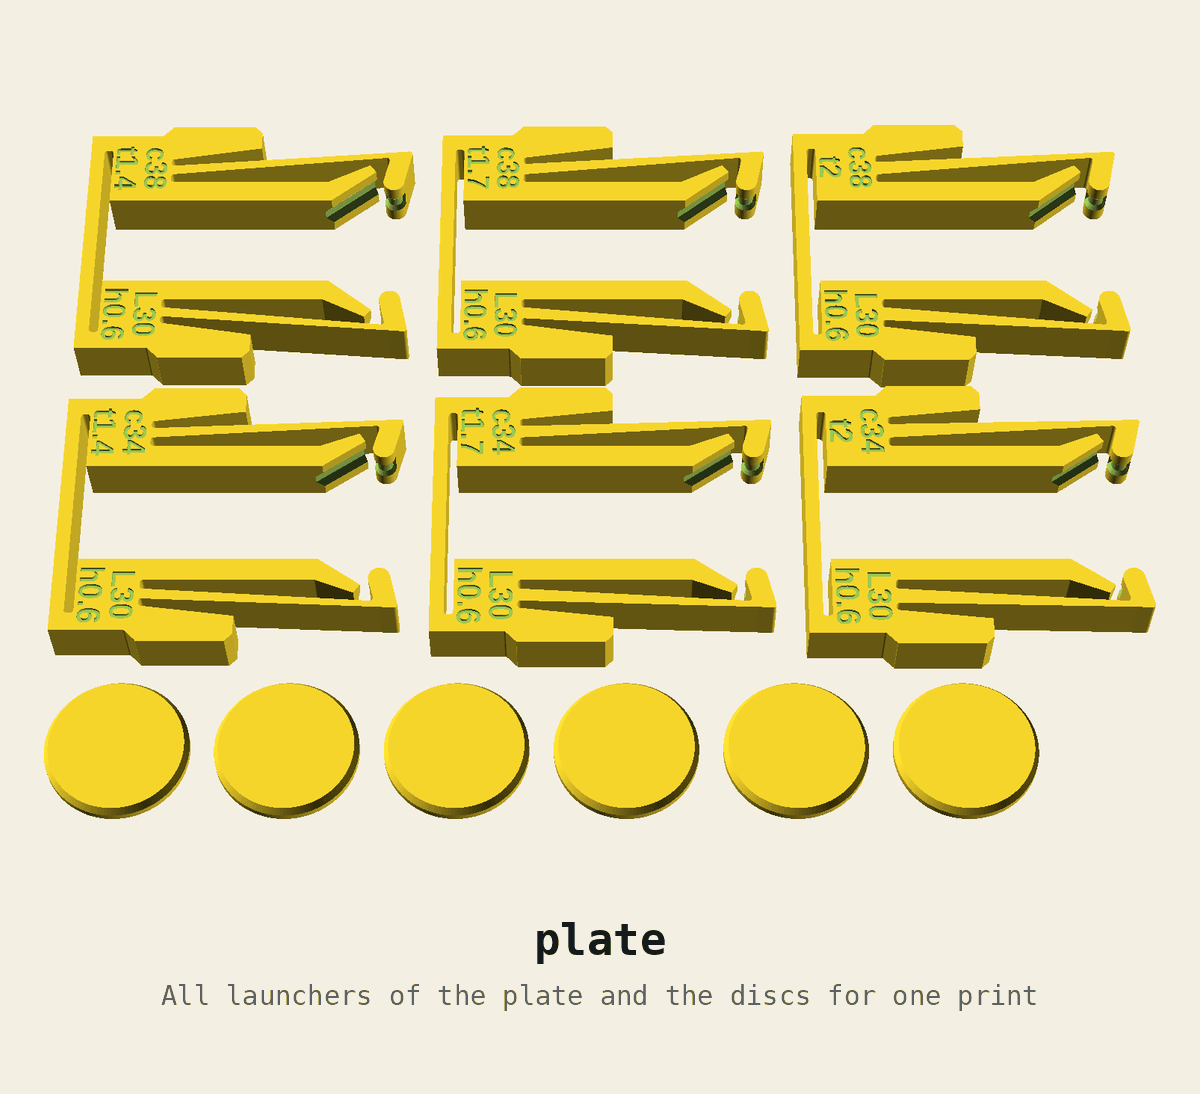 c38
t1.4
c38
t1.7
c38
t2
L30
h0.6
L30
h0.6
L30
h0.6
c34
t1.4
c34
t1.7
c34
t2
L30
h0.6
L30
h0.6
L30
h0.6
plate
All launchers of the plate and the discs for one print